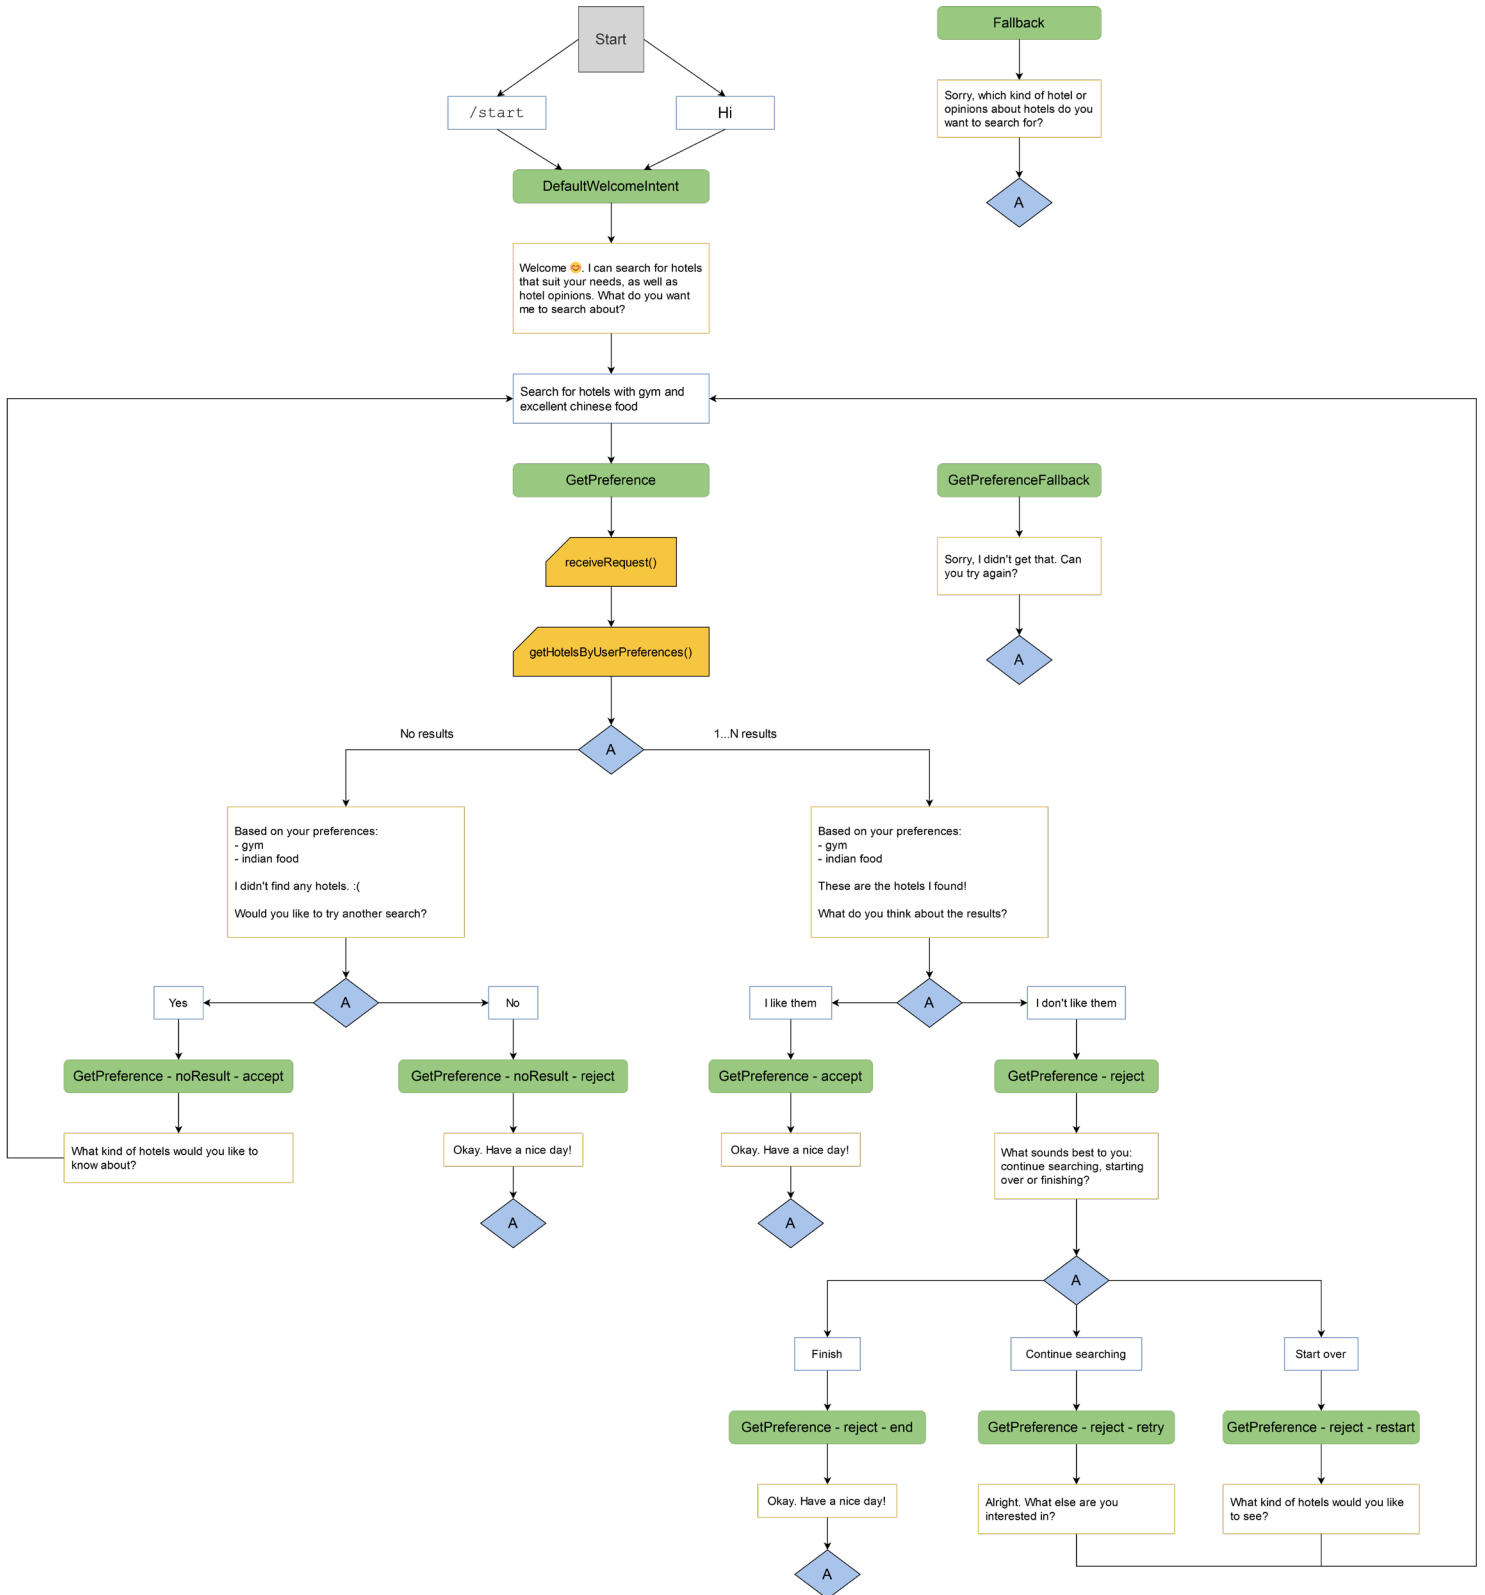 Start
Fallback
/start
Hi
Sorry, which kind of hotel or
opinions about hotels do you
want to search for?
DefaultWelcomeIntent
A
Welcome 😊. I can search for hotels
that suit your needs, as well as
hotel opinions. What do you want
me to search about?
Search for hotels with gym and
excellent chinese food
GetPreference
GetPreferenceFallback
receiveRequest()
Sorry, I didn't get that. Can
you try again?
getHotelsByUserPreferences()
A
No results
1...N results
A
Based on your preferences:
- gym
- indian food
I didn't find any hotels. :(
Would you like to try another search?
Based on your preferences:
- gym
- indian food
These are the hotels I found!
What do you think about the results?
Yes
A
No
I like them
A
I don't like them
GetPreference - noResult - accept
GetPreference - noResult - reject
GetPreference - accept
GetPreference - reject
What kind of hotels would you like to
know about?
Okay. Have a nice day!
Okay. Have a nice day!
What sounds best to you:
continue searching, starting
over or finishing?
A
A
A
Finish
Continue searching
Start over
GetPreference - reject - end
GetPreference - reject - retry
GetPreference - reject - restart
Okay. Have a nice day!
Alright. What else are you
interested in?
What kind of hotels would you like
to see?
A